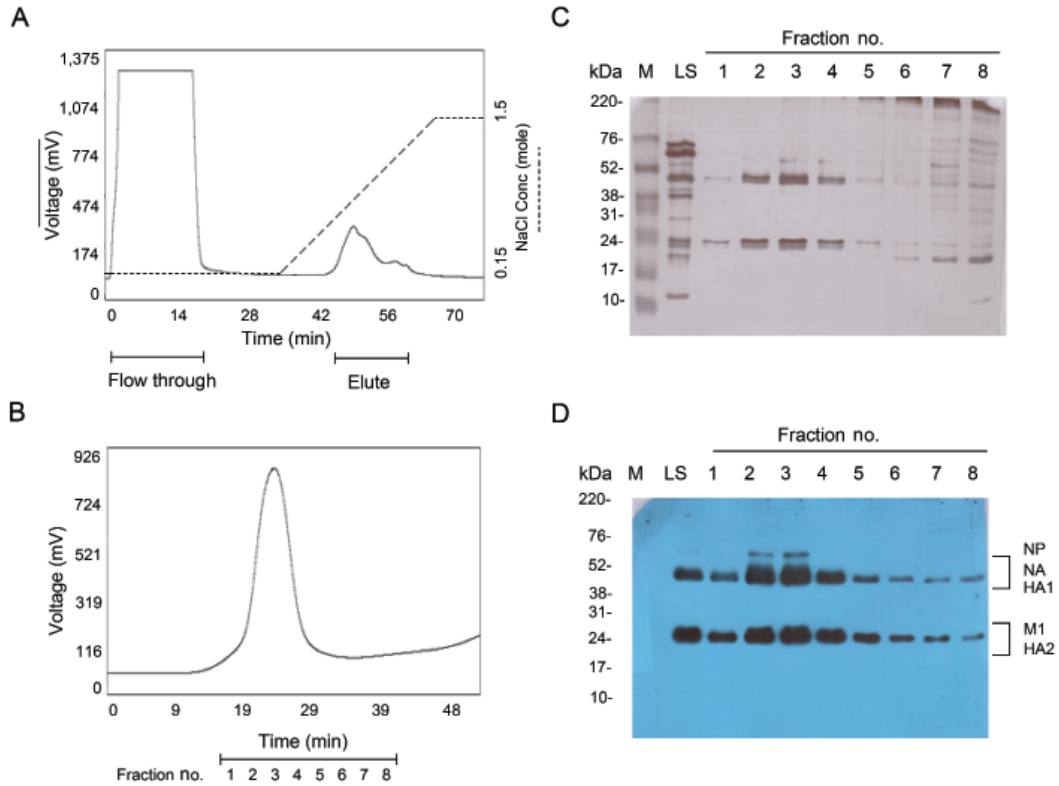 A
Voltage (mV)
1,375
1,074
774
474
174
0
0 14 28 42 56 70
Time (min)
1.5
0.15
NaCl Conc (mole)
Flow through
Elute
B
Voltage (mV)
926
724
521
319
116
0
0 9 19 29 39 48
Time (min)
Fraction no. 1 2 3 4 5 6 7 8
C
Fraction no.
kDa M LS 1 2 3 4 5 6 7 8
220-
76-
52-
38-
31-
24-
17-
10-
D
Fraction no.
kDa M LS 1 2 3 4 5 6 7 8
220-
76-
52-
38-
31-
24-
17-
10-
NP
NA
HA1
M1
HA2